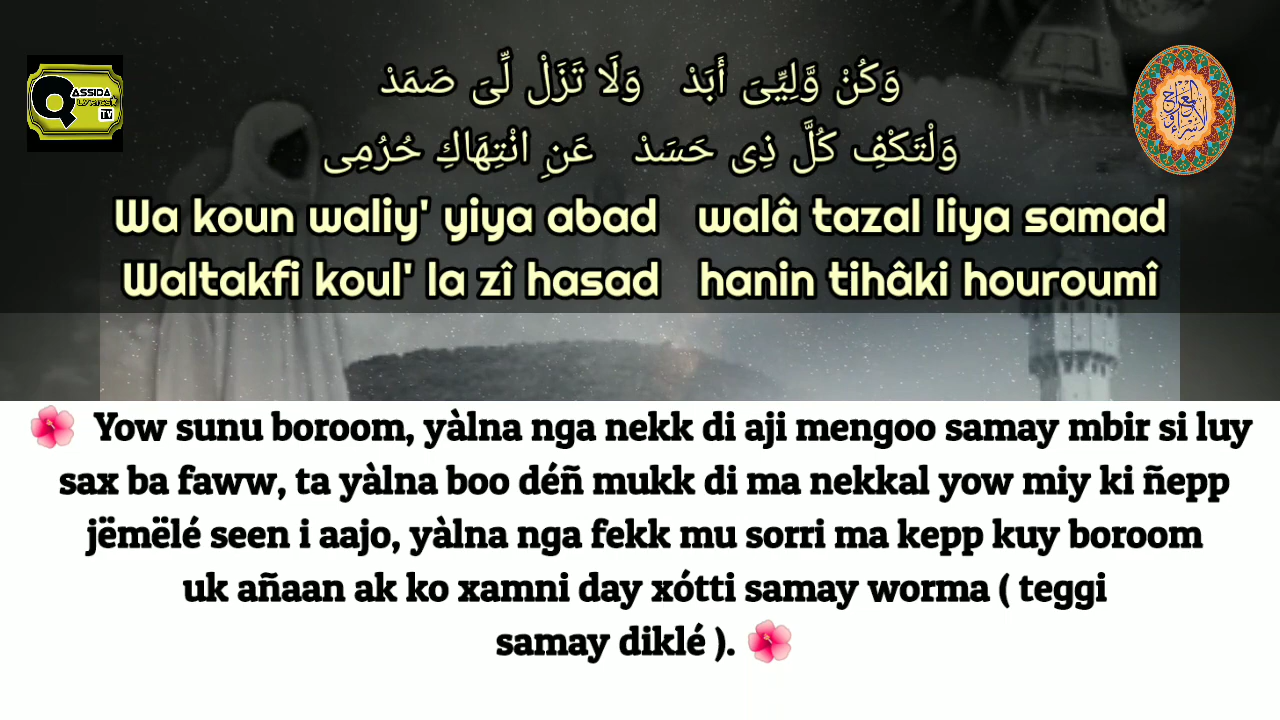 QASSIDA
LYRICS
TV
وَكُنْ وَّلِيِّىَ أَبَدْ وَلَا تَزَلْ لِّىَ صَمَدْ
وَلْتَكْفِ كُلَّ ذِى حَسَدْ عَنِ انْتِهَاكِ حُرُمِى
Wa koun waliy' yiya abad walâ tazal liya samad
Waltakfi koul' la zî hasad hanin tihâki houroumî
Yow sunu boroom, yàlna nga nekk di aji mengoo samay mbir si luy
sax ba faww, ta yàlna boo déñ mukk di ma nekkal yow miy ki ñepp
jëmëlé seen i aajo, yàlna nga fekk mu sorri ma kepp kuy boroom
uk añaan ak ko xamni day xótti samay worma ( teggi
samay diklé ).